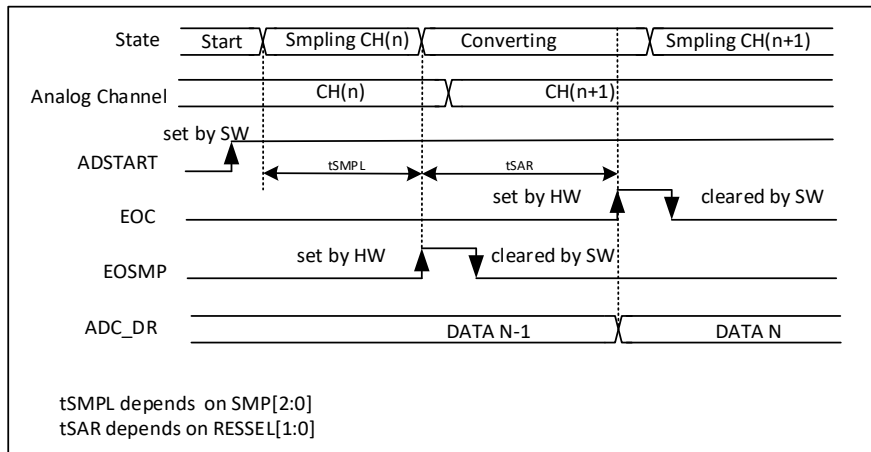 State Start Smpling CH(n) Converting Smpling CH(n+1)
Analog Channel CH(n) CH(n+1)
set by SW
ADSTART
tSMPL tSAR
set by HW cleared by SW
EOC
set by HW cleared by SW
EOSMP
ADC_DR DATA N-1 DATA N
tSMPL depends on SMP[2:0]
tSAR depends on RESSEL[1:0]